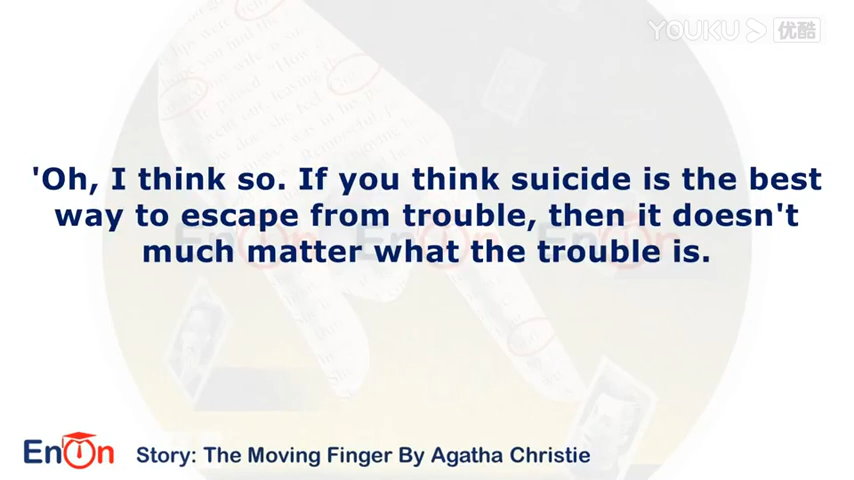 YOUKU 优酷
'Oh, I think so. If you think suicide is the best
way to escape from trouble, then it doesn't
much matter what the trouble is.
EnOn
Story: The Moving Finger By Agatha Christie